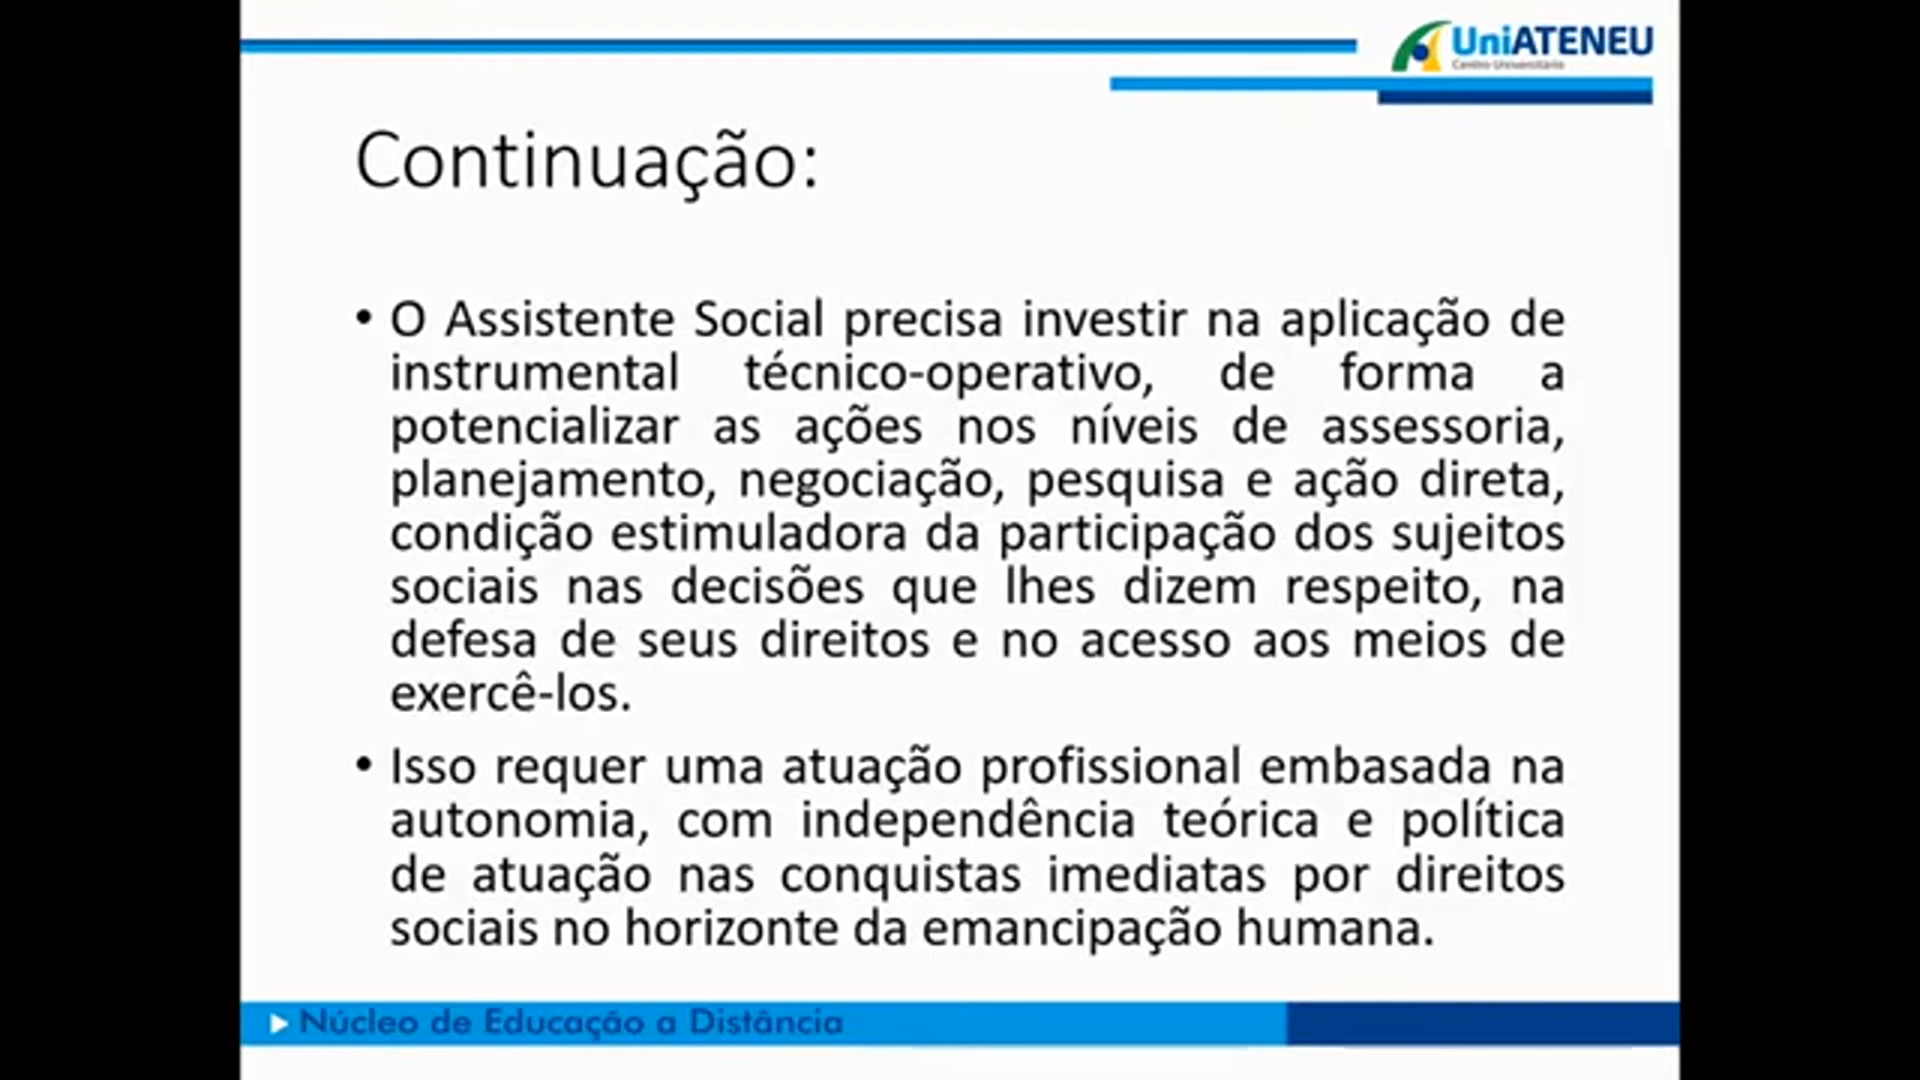 UniATENEU
Centro Universitário
Continuação:
• O Assistente Social precisa investir na aplicação de
instrumental técnico-operativo, de forma a
potencializar as ações nos níveis de assessoria,
planejamento, negociação, pesquisa e ação direta,
condição estimuladora da participação dos sujeitos
sociais nas decisões que lhes dizem respeito, na
defesa de seus direitos e no acesso aos meios de
exercê-los.
• Isso requer uma atuação profissional embasada na
autonomia, com independência teórica e política
de atuação nas conquistas imediatas por direitos
sociais no horizonte da emancipação humana.
Núcleo de Educação a Distância